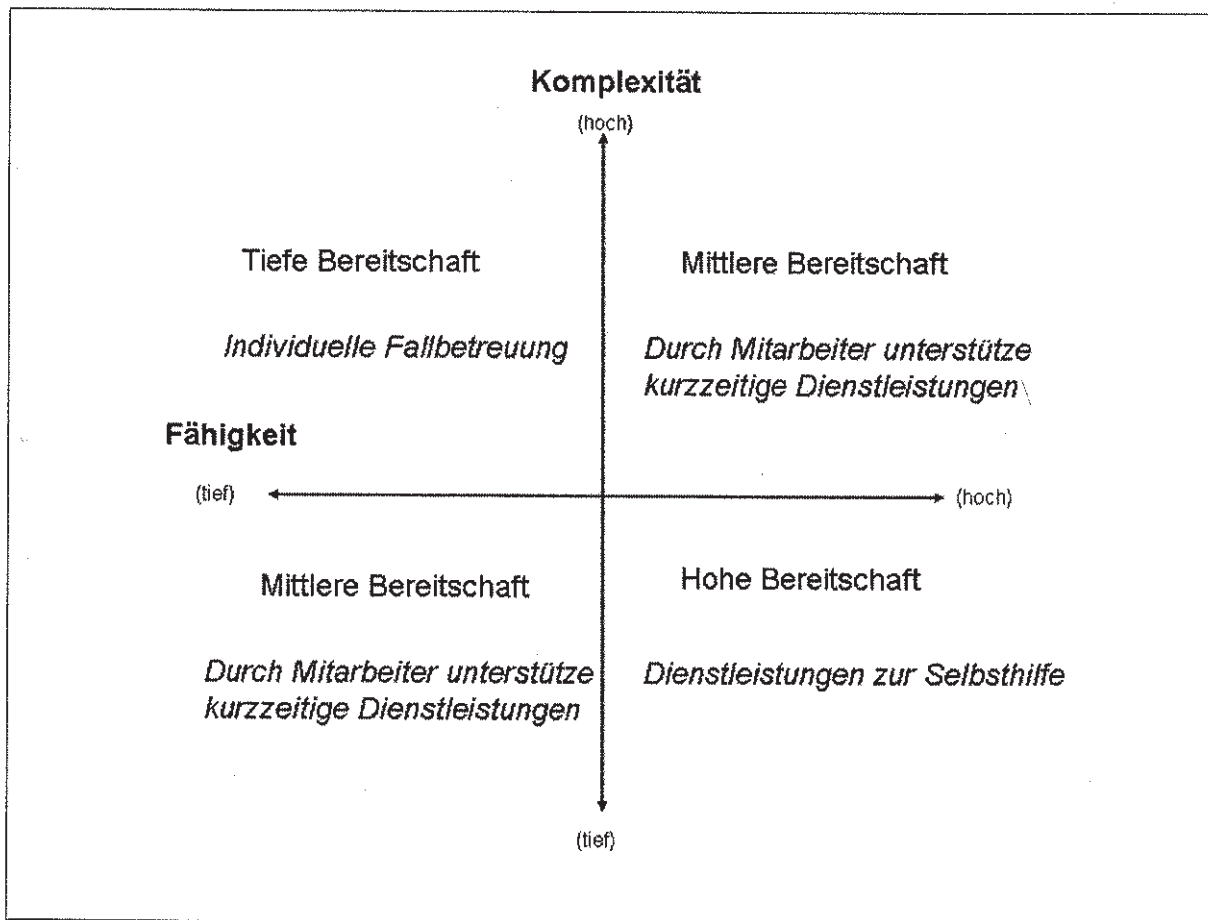 Komplexität
(hoch)
Tiefe Bereitschaft
Mittlere Bereitschaft
Individuelle Fallbetreuung
Durch Mitarbeiter unterstütze
kurzzeitige Dienstleistungen
Fähigkeit
(tief)
(hoch)
Mittlere Bereitschaft
Hohe Bereitschaft
Durch Mitarbeiter unterstütze
kurzzeitige Dienstleistungen
Dienstleistungen zur Selbsthilfe
(tief)